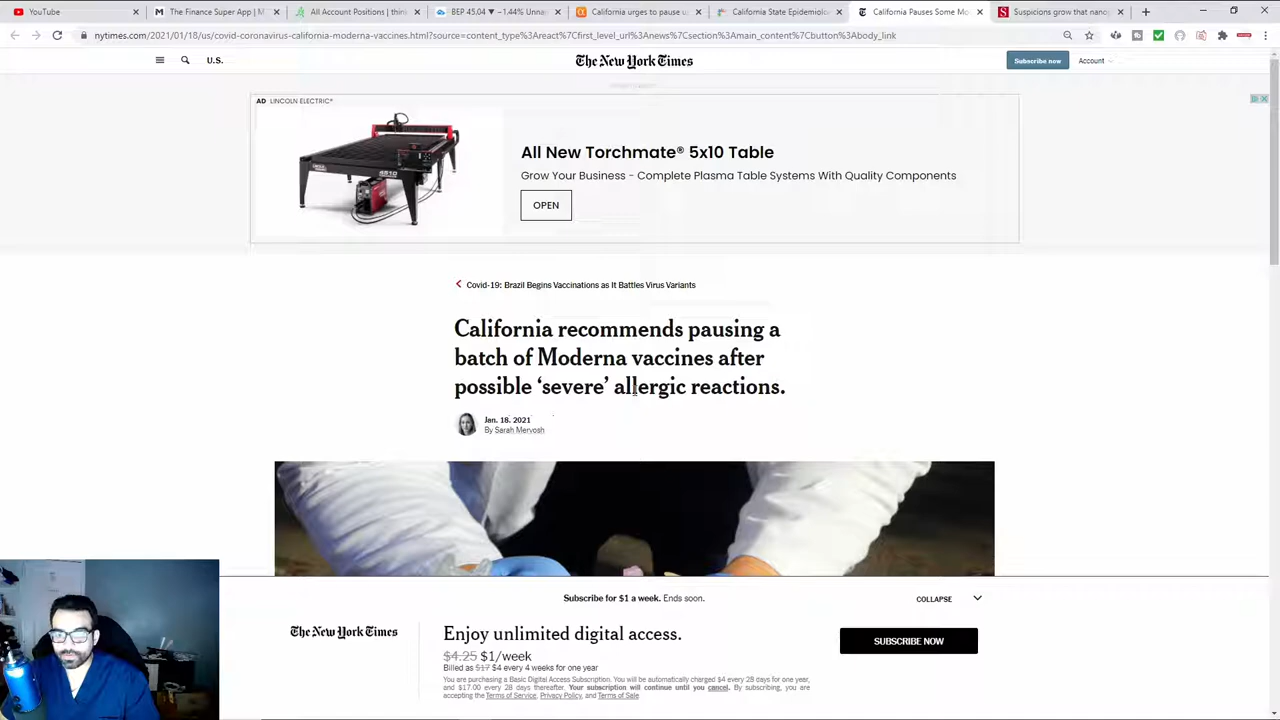 YouTube
The Finance Super App | M
All Account Positions | think
BEP 45.04 ▼ −1.44% Unna
California urges to pause u
California State Epidemiolo
California Pauses Some Mo
Suspicions grow that nano
nytimes.com/2021/01/18/us/covid-coronavirus-california-moderna-vaccines.html?source=content_type%3Areact%7Cfirst_level_url%3Anews%7Csection%3Amain_content%7Cbutton%3Abody_link
U.S.
The New York Times
Subscribe now
Account
AD LINCOLN ELECTRIC®
All New Torchmate® 5x10 Table
Grow Your Business - Complete Plasma Table Systems With Quality Components
OPEN
Covid-19: Brazil Begins Vaccinations as It Battles Virus Variants
California recommends pausing a
batch of Moderna vaccines after
possible ‘severe’ allergic reactions.
Jan. 18, 2021
By Sarah Mervosh
Subscribe for $1 a week. Ends soon.
COLLAPSE
The New York Times
Enjoy unlimited digital access.
$4.25 $1/week
Billed as $17 $4 every 4 weeks for one year
SUBSCRIBE NOW
You are purchasing a Basic Digital Access Subscription. You will be automatically charged $4 every 28 days for one year,
and $17.00 every 28 days thereafter. Your subscription will continue until you cancel. By subscribing, you are
accepting the Terms of Service, Privacy Policy, and Terms of Sale